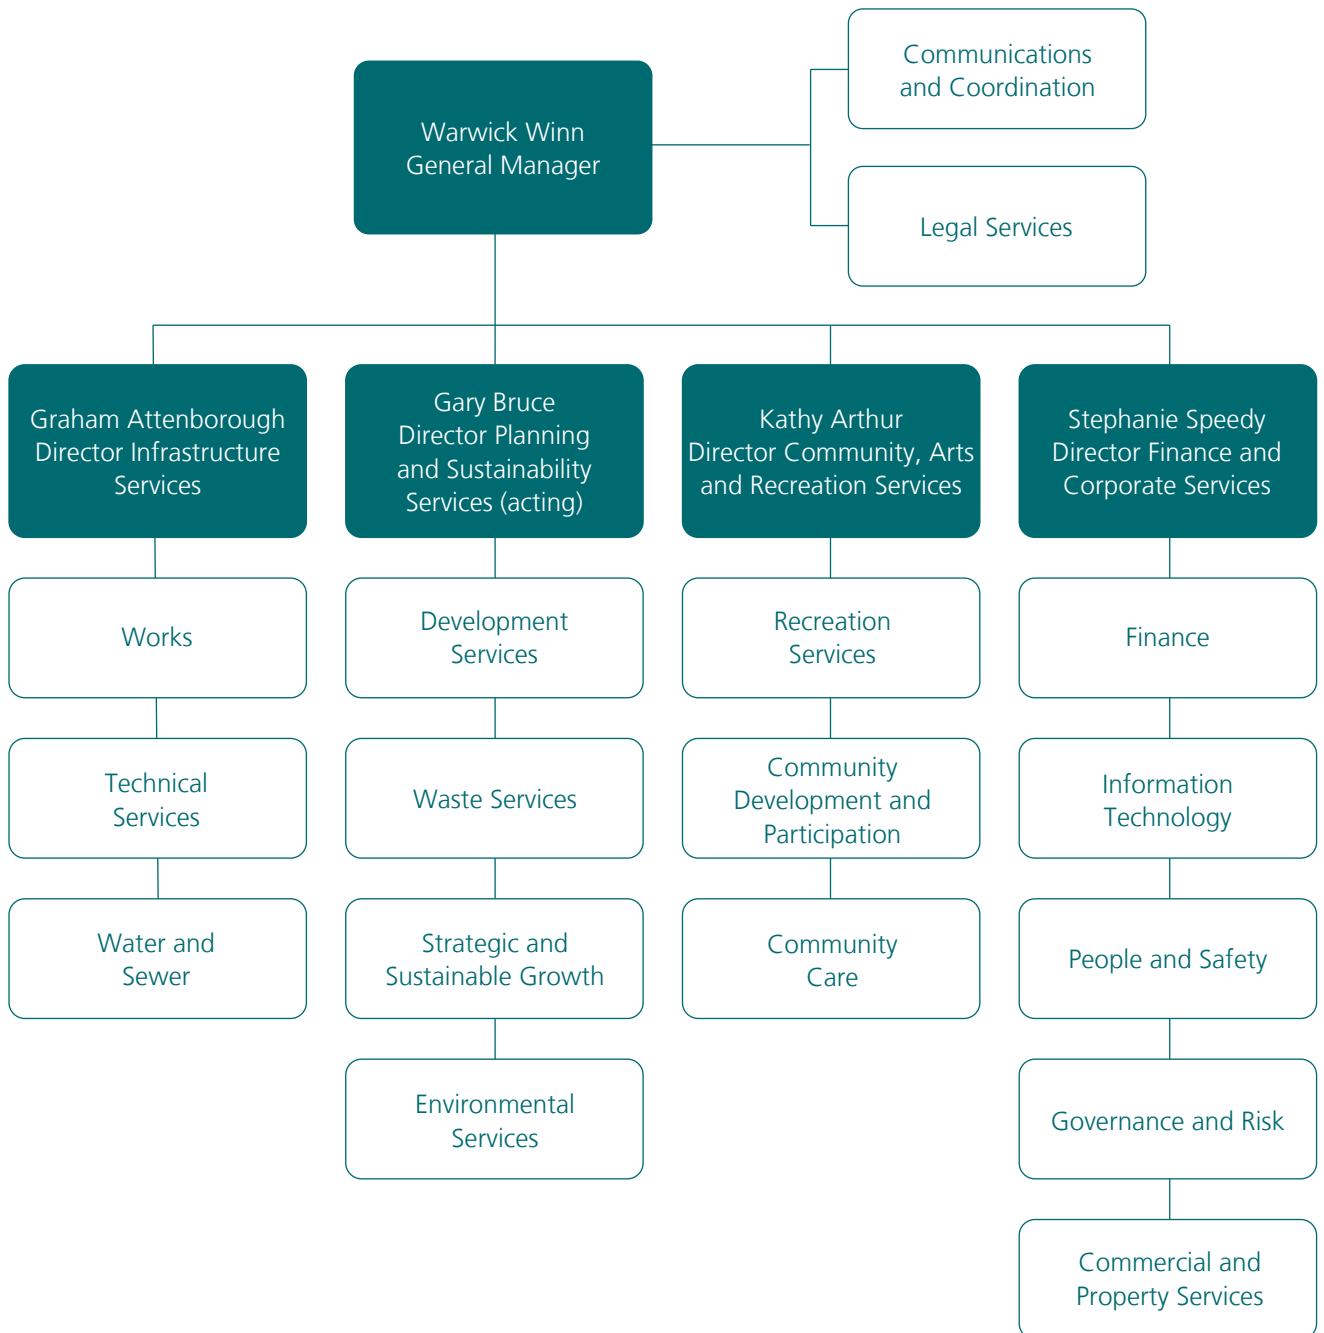 Communications
and Coordination
Warwick Winn
General Manager
Legal Services
Graham Attenborough
Director Infrastructure
Services
Gary Bruce
Director Planning
and Sustainability
Services (acting)
Kathy Arthur
Director Community, Arts
and Recreation Services
Stephanie Speedy
Director Finance and
Corporate Services
Works
Development
Services
Recreation
Services
Finance
Technical
Services
Waste Services
Community
Development and
Participation
Information
Technology
Water and
Sewer
Strategic and
Sustainable Growth
Community
Care
People and Safety
Environmental
Services
Governance and Risk
Commercial and
Property Services